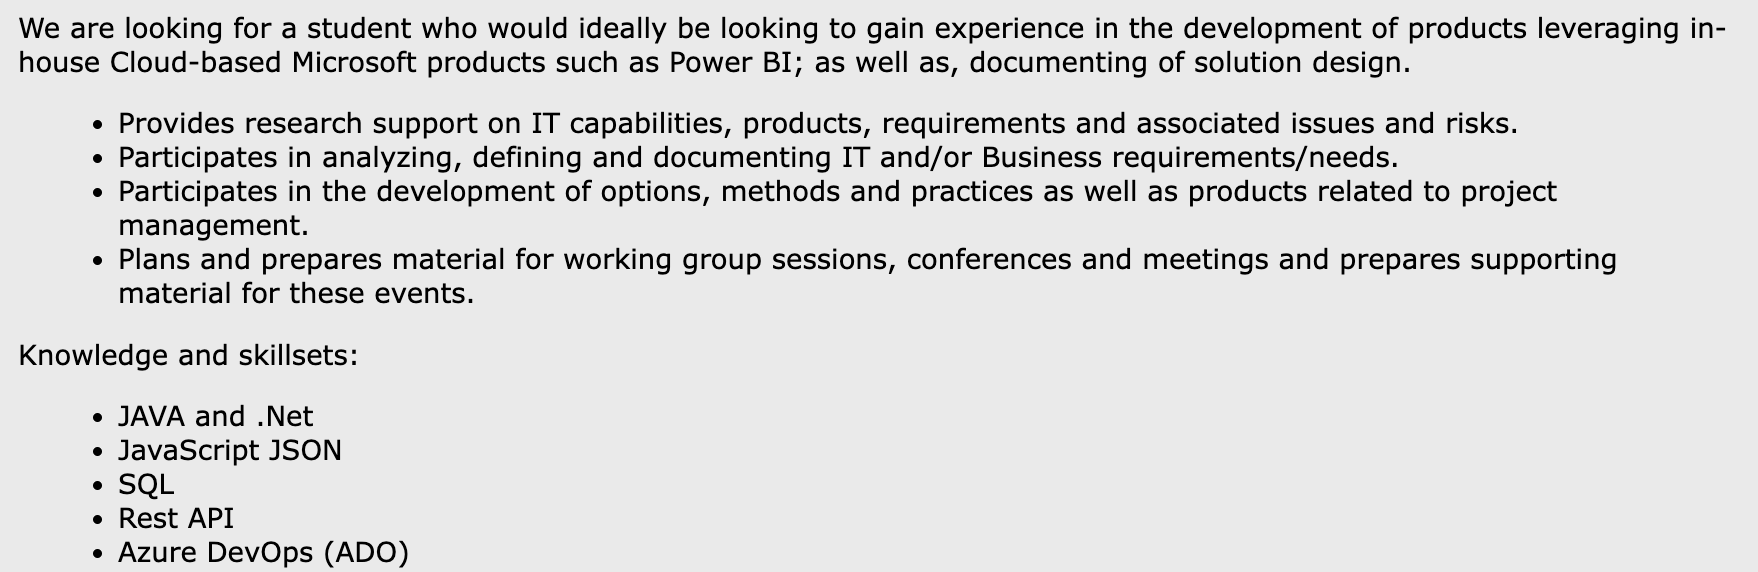 We are looking for a student who would ideally be looking to gain experience in the development of products leveraging in-
house Cloud-based Microsoft products such as Power BI; as well as, documenting of solution design.
• Provides research support on IT capabilities, products, requirements and associated issues and risks.
• Participates in analyzing, defining and documenting IT and/or Business requirements/needs.
• Participates in the development of options, methods and practices as well as products related to project
management.
• Plans and prepares material for working group sessions, conferences and meetings and prepares supporting
material for these events.
Knowledge and skillsets:
• JAVA and .Net
• JavaScript JSON
• SQL
• Rest API
• Azure DevOps (ADO)